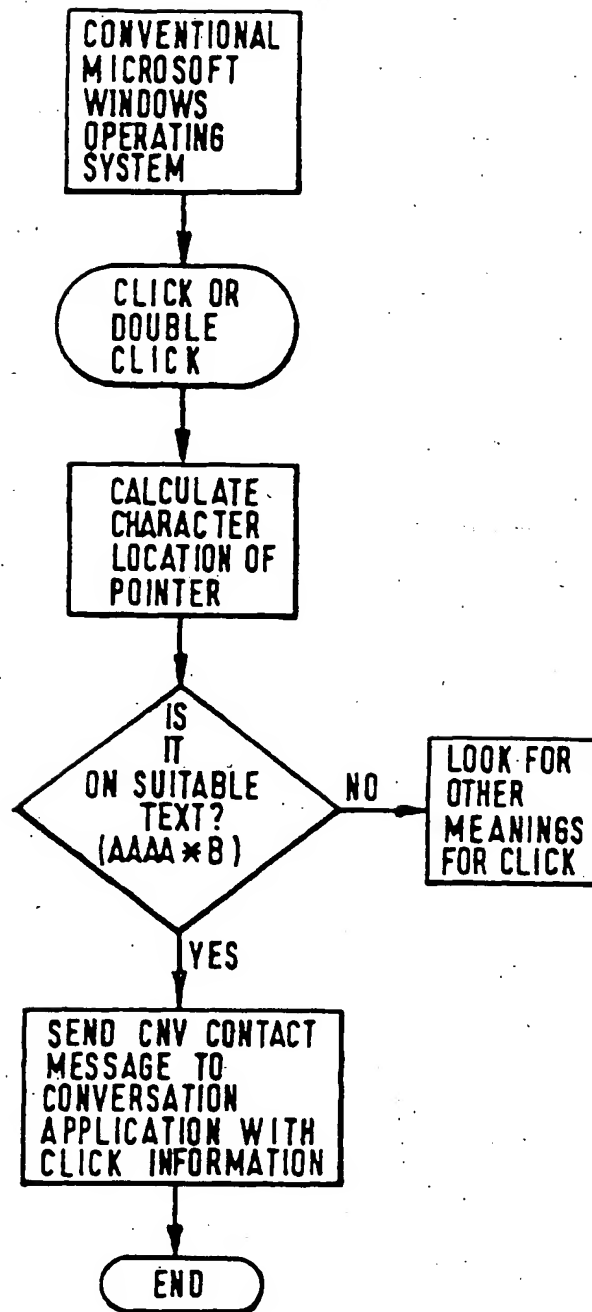 CONVENTIONAL
MICROSOFT
WINDOWS
OPERATING
SYSTEM
CLICK OR
DOUBLE
CLICK
CALCULATE
CHARACTER
LOCATION OF
POINTER
IS
IT
ON SUITABLE
TEXT?
(AAAA*B)
NO
LOOK FOR
OTHER
MEANINGS
FOR CLICK
YES
SEND CNV CONTACT
MESSAGE TO
CONVERSATION
APPLICATION WITH
CLICK INFORMATION
END